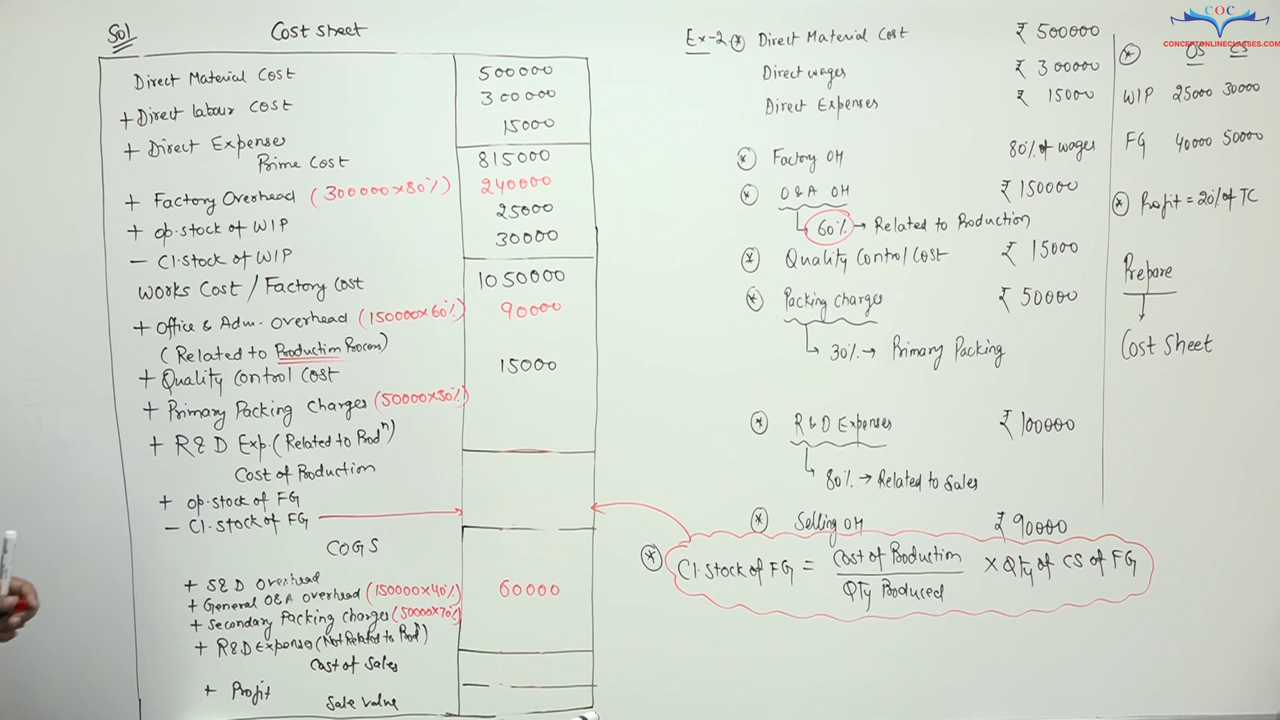 Sol
Cost sheet
Direct Material Cost 500000
+ Direct labour cost 300000
+ Direct Expenses 15000
Prime Cost 815000
+ Factory Overhead (300000×80%) 240000
+ op.stock of WIP 25000
- Cl.stock of WIP 30000
Works Cost / Factory cost 1050000
+ Office & Adm. overhead (150000×60%) 90000
(Related to Production Process)
+ Quality Control Cost 15000
+ Primary Packing Charges (50000×30%)
+ R&D Exp. (Related to Prodⁿ)
Cost of Production
+ op.stock of FG
- Cl.stock of FG
COGS
+ S&D overhead
+ General O&A overhead (150000×40%) 60000
+ Secondary Packing charges (50000×70%)
+ R&D Expenses (Not Related to Prodⁿ)
Cost of Sales
+ Profit
Sale value
Ex-2 * Direct Material Cost ₹ 500000
Direct wages ₹ 300000
Direct Expenses ₹ 15000
* Factory OH 80% of wages
* O&A OH ₹ 150000
60% → Related to Production
* Quality Control Cost ₹ 15000
* Packing charges ₹ 50000
30% → Primary Packing
* R&D Expenses ₹ 100000
80% → Related to Sales
* Selling OH ₹ 90000
* Cl.stock of FG = Cost of Production / Qty Produced × Qty of CS of FG
* OS CS
WIP 25000 30000
FG 40000 50000
* Profit = 20% of TC
Prepare
Cost Sheet
COC
CONCEPTONLINECLASSES.COM